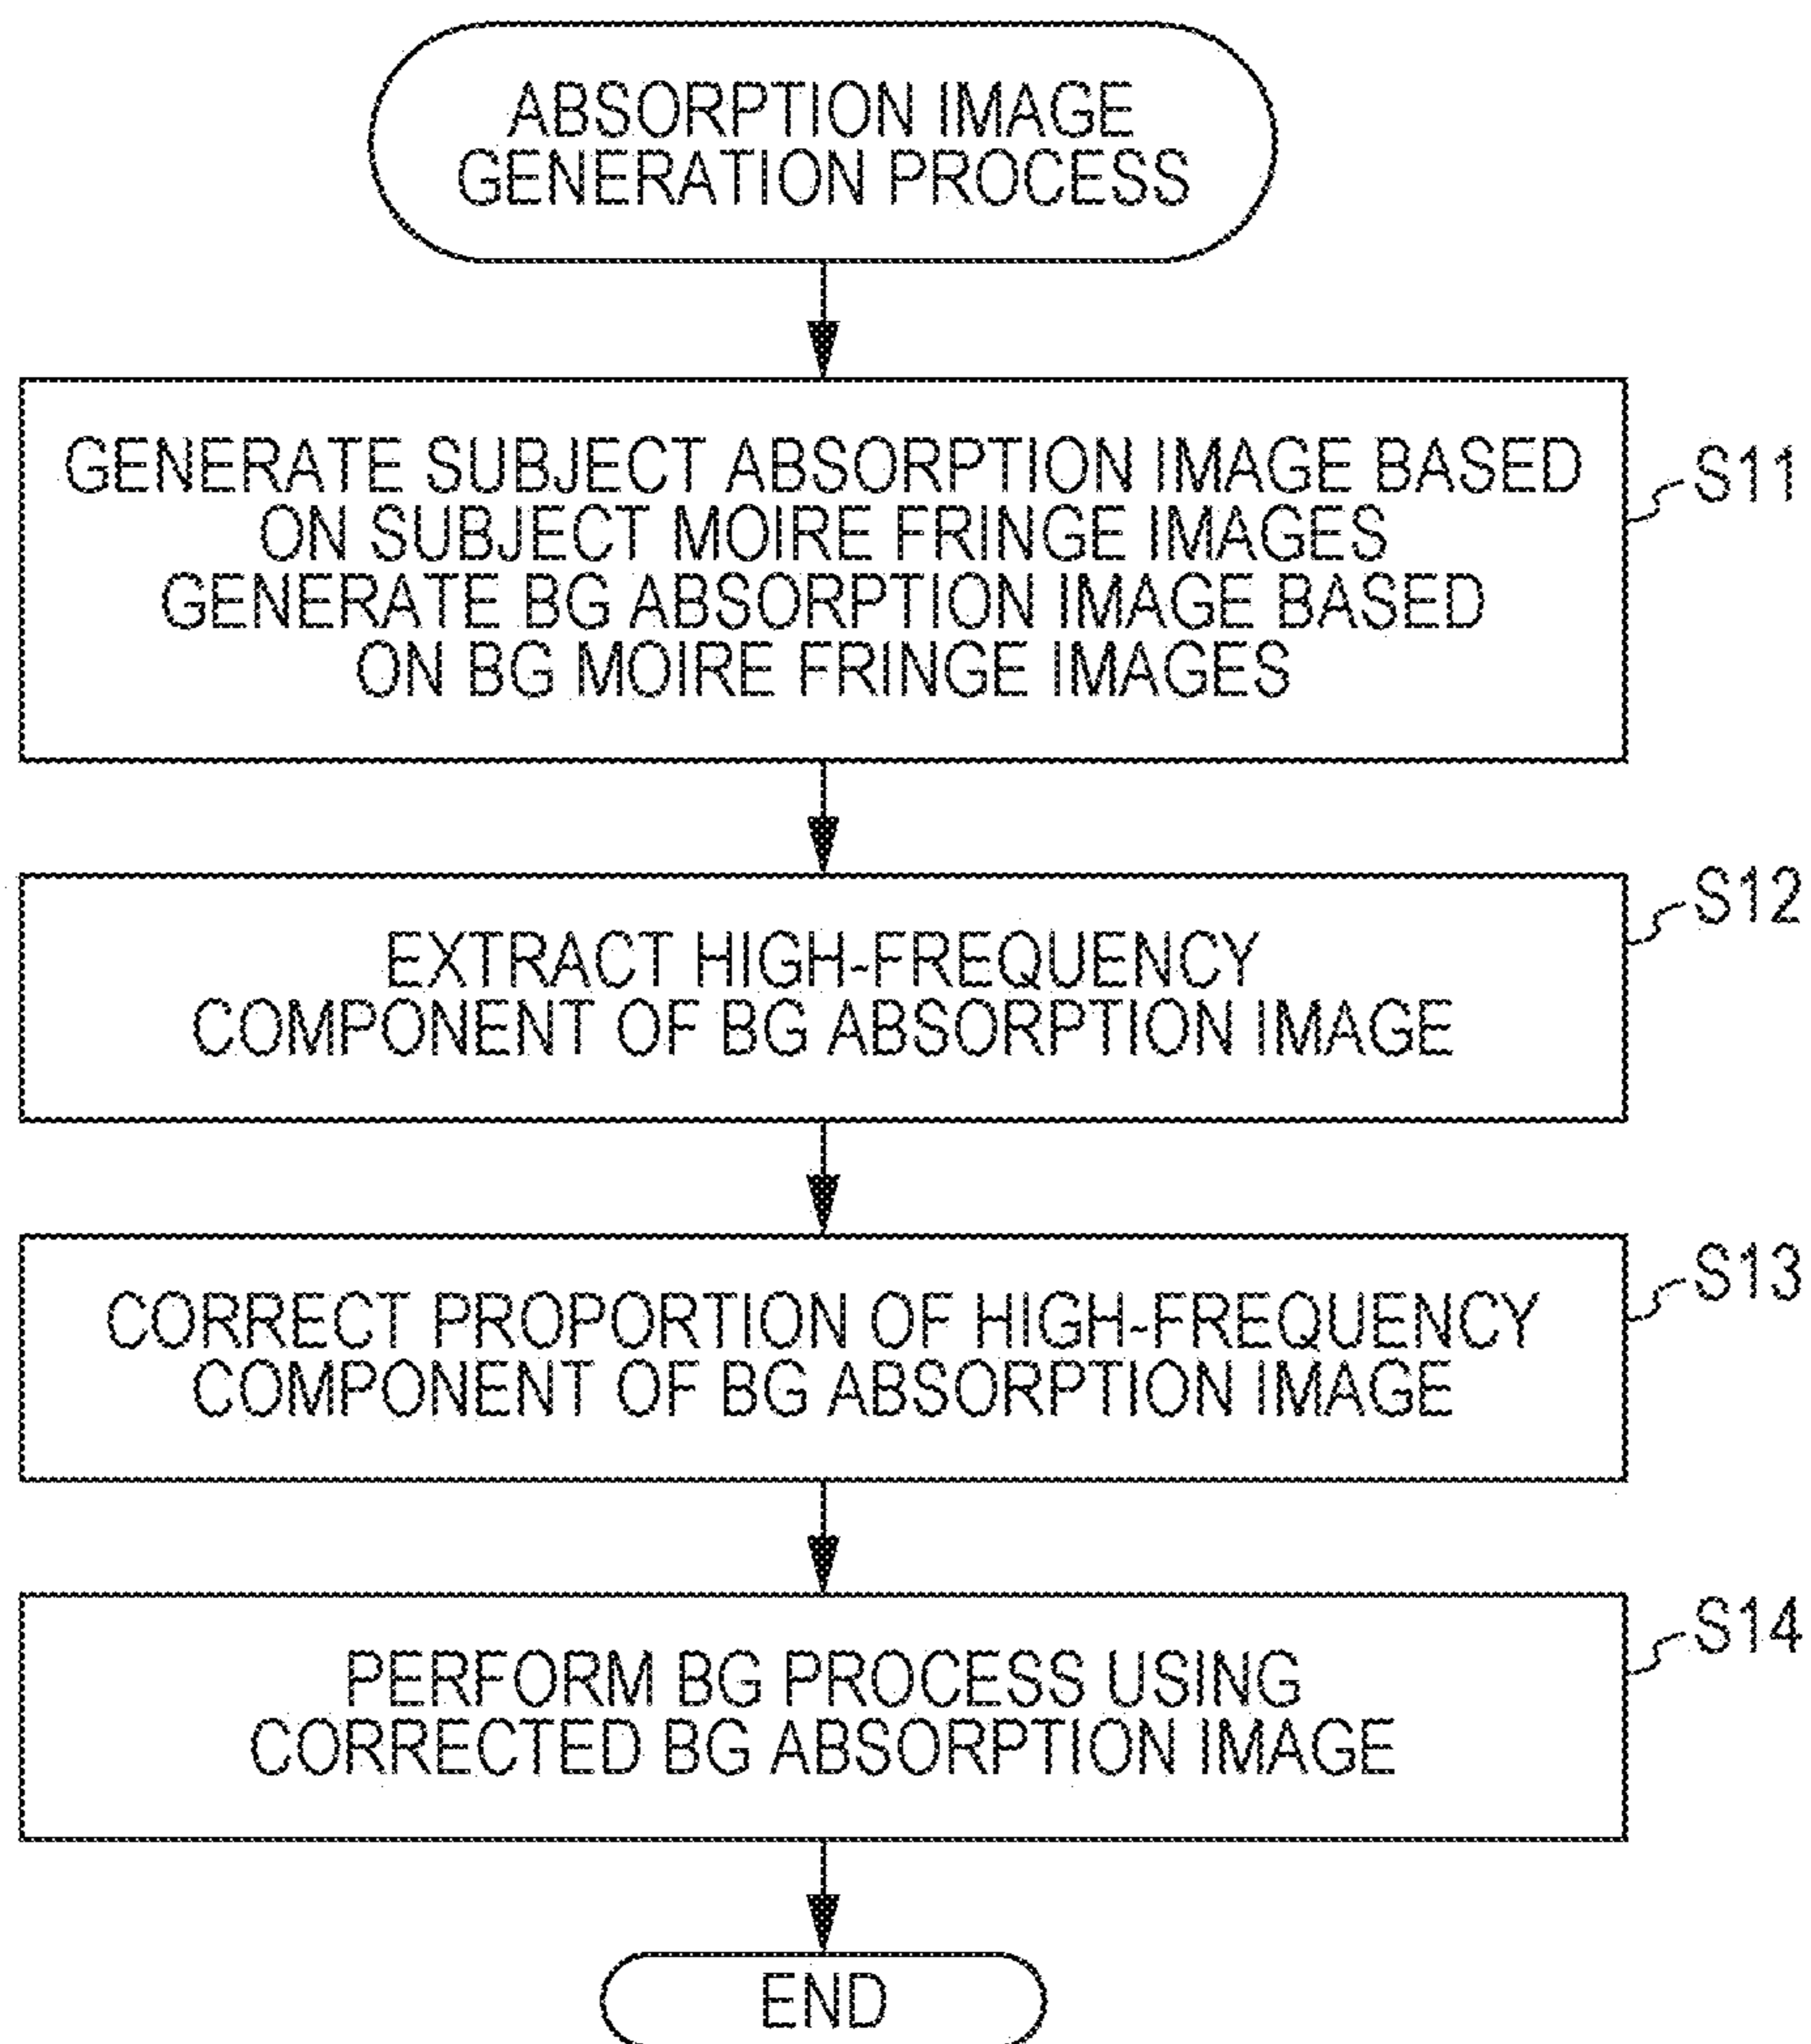 ABSORPTION IMAGE
GENERATION PROCESS
GENERATE SUBJECT ABSORPTION IMAGE BASED
ON SUBJECT MOIRE FRINGE IMAGES
GENERATE BG ABSORPTION IMAGE BASED
ON BG MOIRE FRINGE IMAGES
S11
EXTRACT HIGH-FREQUENCY
COMPONENT OF BG ABSORPTION IMAGE
S12
CORRECT PROPORTION OF HIGH-FREQUENCY
COMPONENT OF BG ABSORPTION IMAGE
S13
PERFORM BG PROCESS USING
CORRECTED BG ABSORPTION IMAGE
S14
END